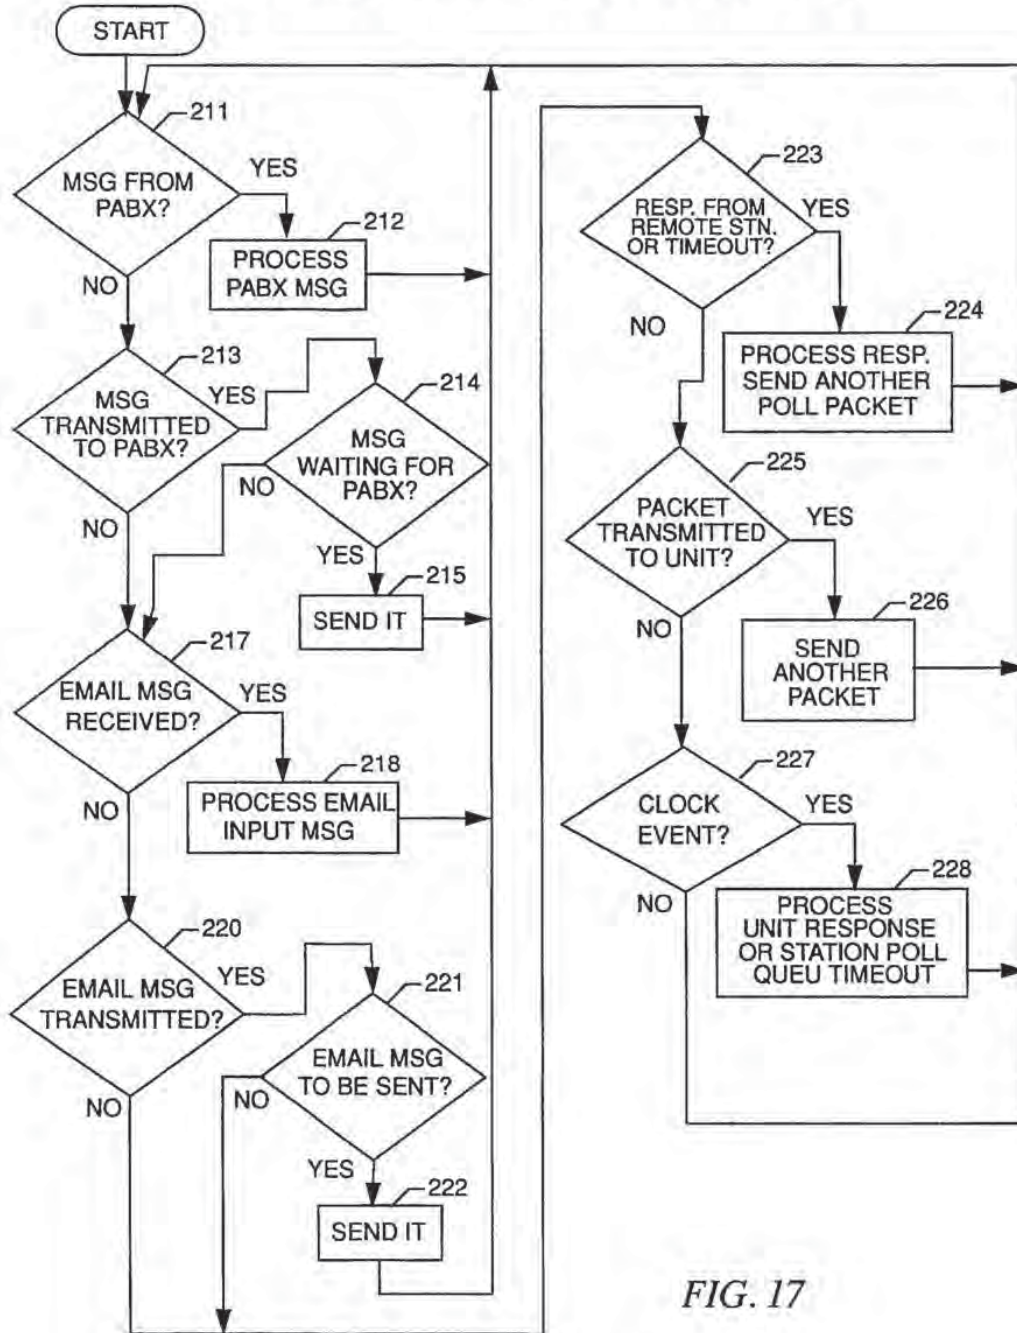 START
211
MSG FROM
PABX?
YES
NO
212
PROCESS
PABX MSG
213
MSG
TRANSMITTED
TO PABX?
YES
NO
214
MSG
WAITING FOR
PABX?
NO
YES
215
SEND IT
217
EMAIL MSG
RECEIVED?
YES
NO
218
PROCESS EMAIL
INPUT MSG
220
EMAIL MSG
TRANSMITTED?
YES
NO
221
EMAIL MSG
TO BE SENT?
NO
YES
222
SEND IT
223
RESP. FROM
REMOTE STN.
OR TIMEOUT?
YES
NO
224
PROCESS RESP.
SEND ANOTHER
POLL PACKET
225
PACKET
TRANSMITTED
TO UNIT?
YES
NO
226
SEND
ANOTHER
PACKET
227
CLOCK
EVENT?
YES
NO
228
PROCESS
UNIT RESPONSE
OR STATION POLL
QUEU TIMEOUT
FIG. 17